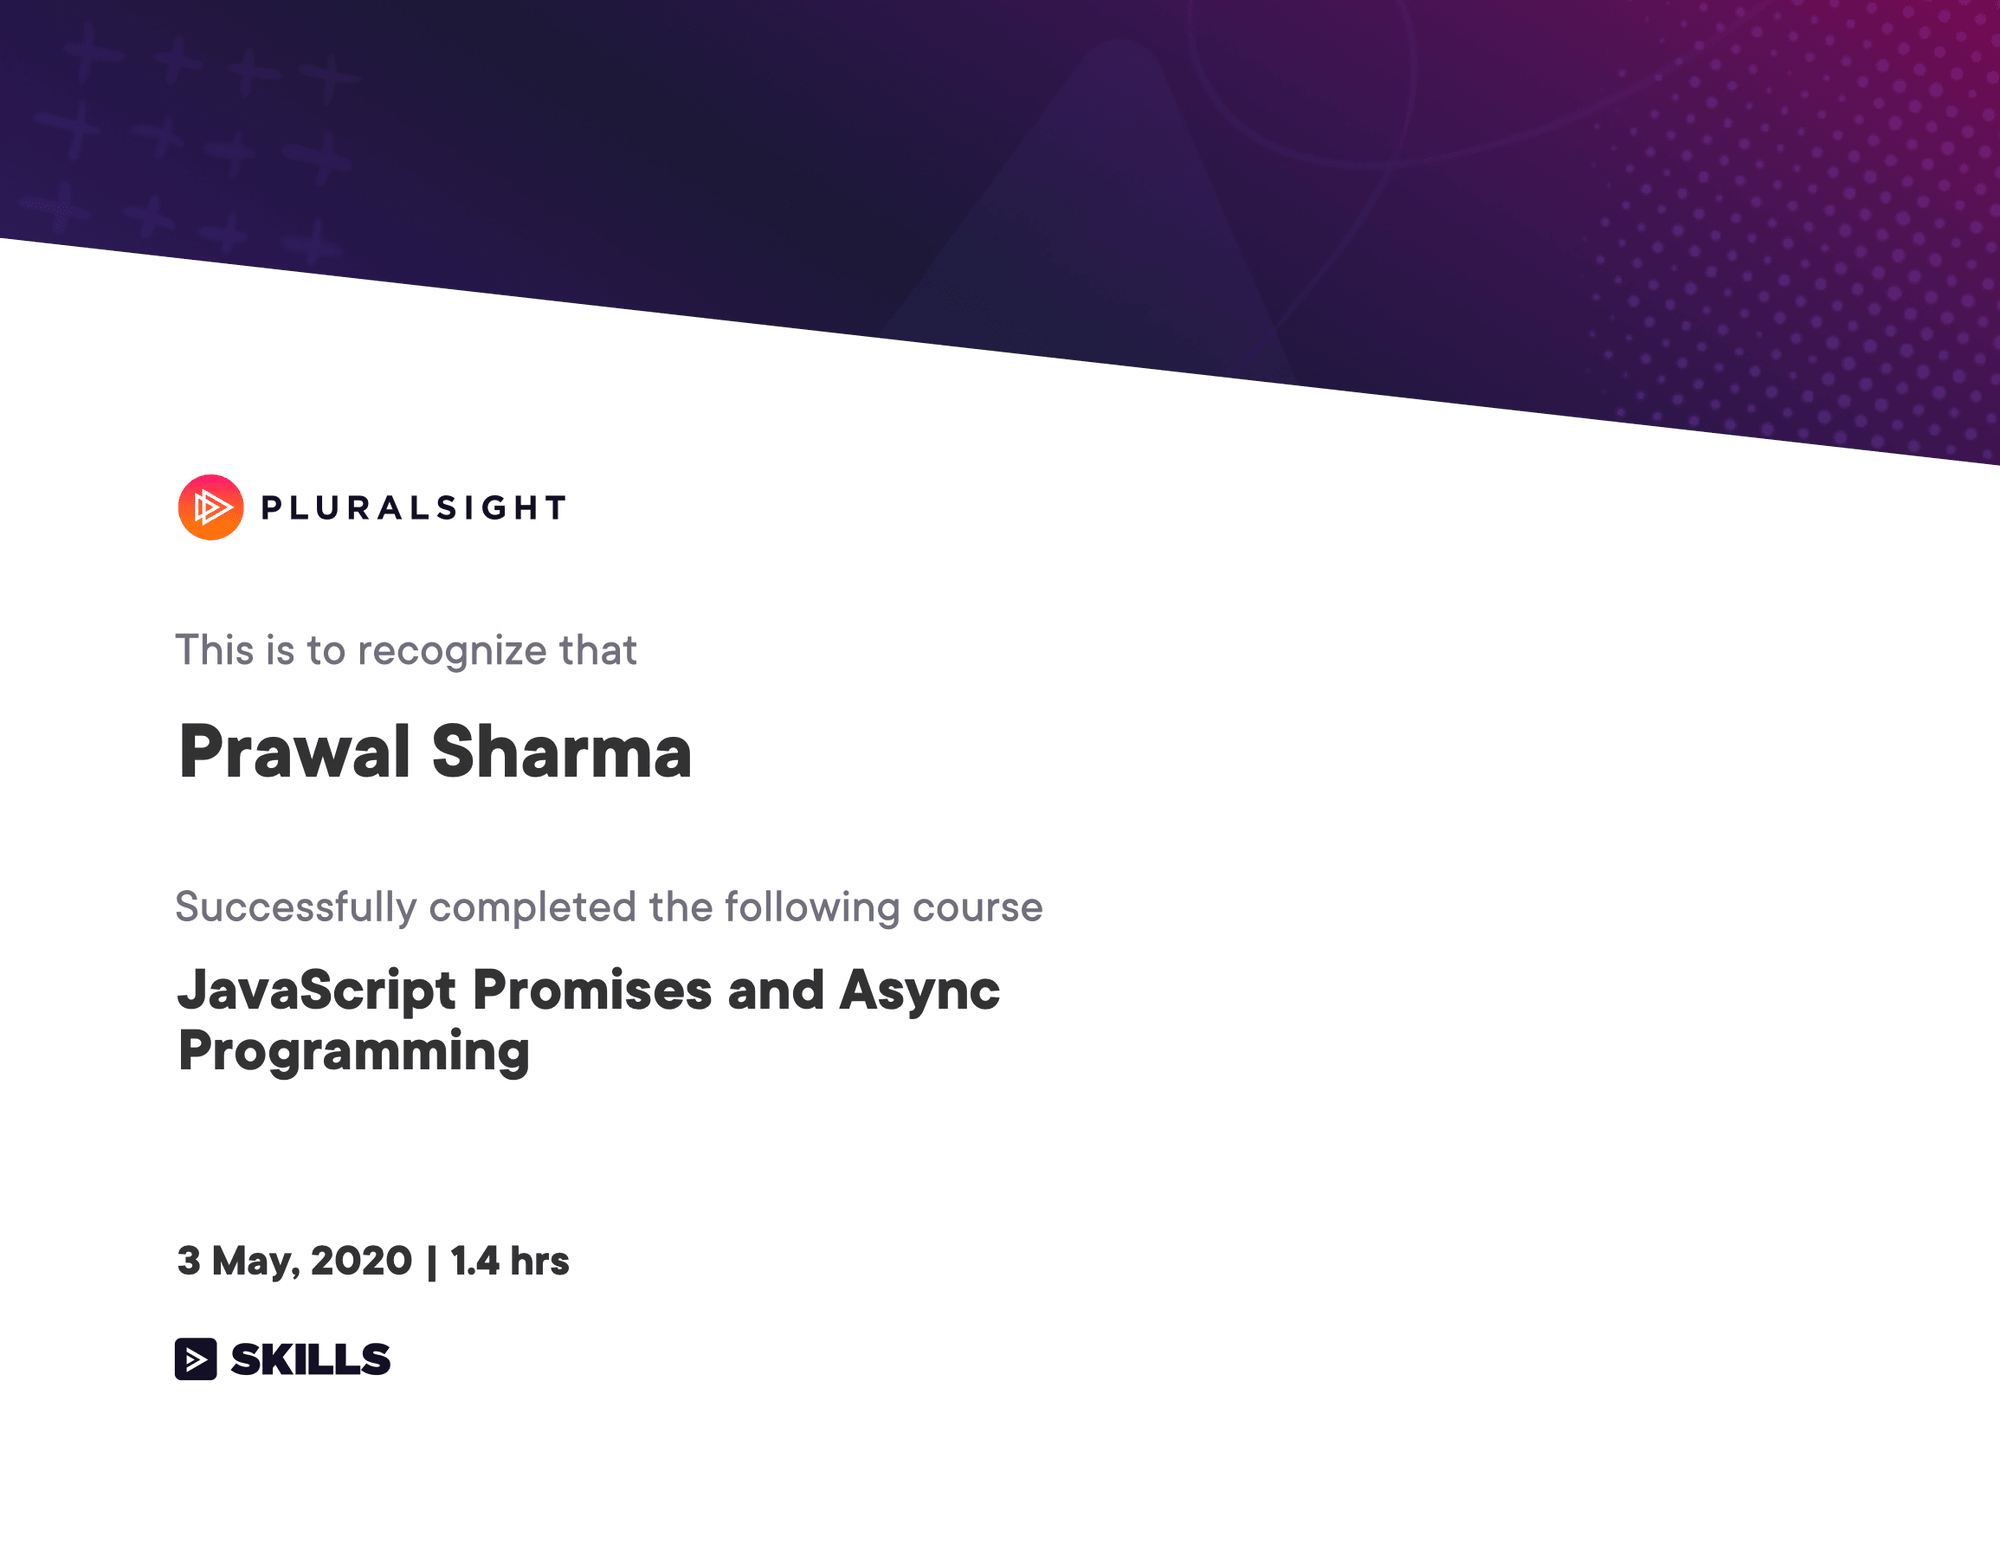 PLURALSIGHT
This is to recognize that
Prawal Sharma
Successfully completed the following course
JavaScript Promises and Async
Programming
3 May, 2020 | 1.4 hrs
SKILLS